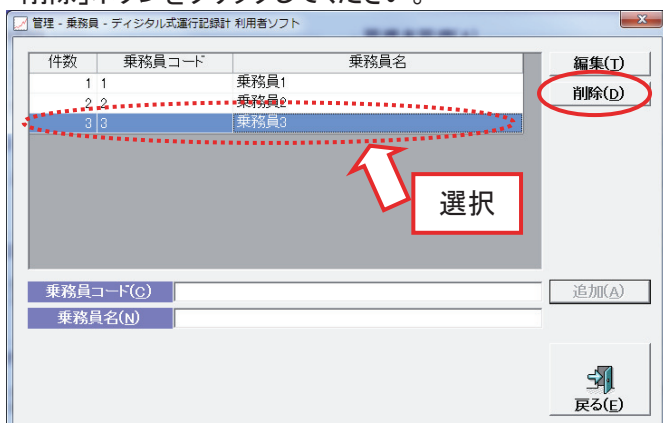 「削除」ボタンをクリックしてください。
管理 - 乗務員 - ディジタル式運行記録計 利用者ソフト
件数 乗務員コード 乗務員名
1 1 乗務員1
2 2 乗務員2
3 3 乗務員3
編集(T)
削除(D)
選択
乗務員コード(C)
追加(A)
乗務員名(N)
戻る(E)